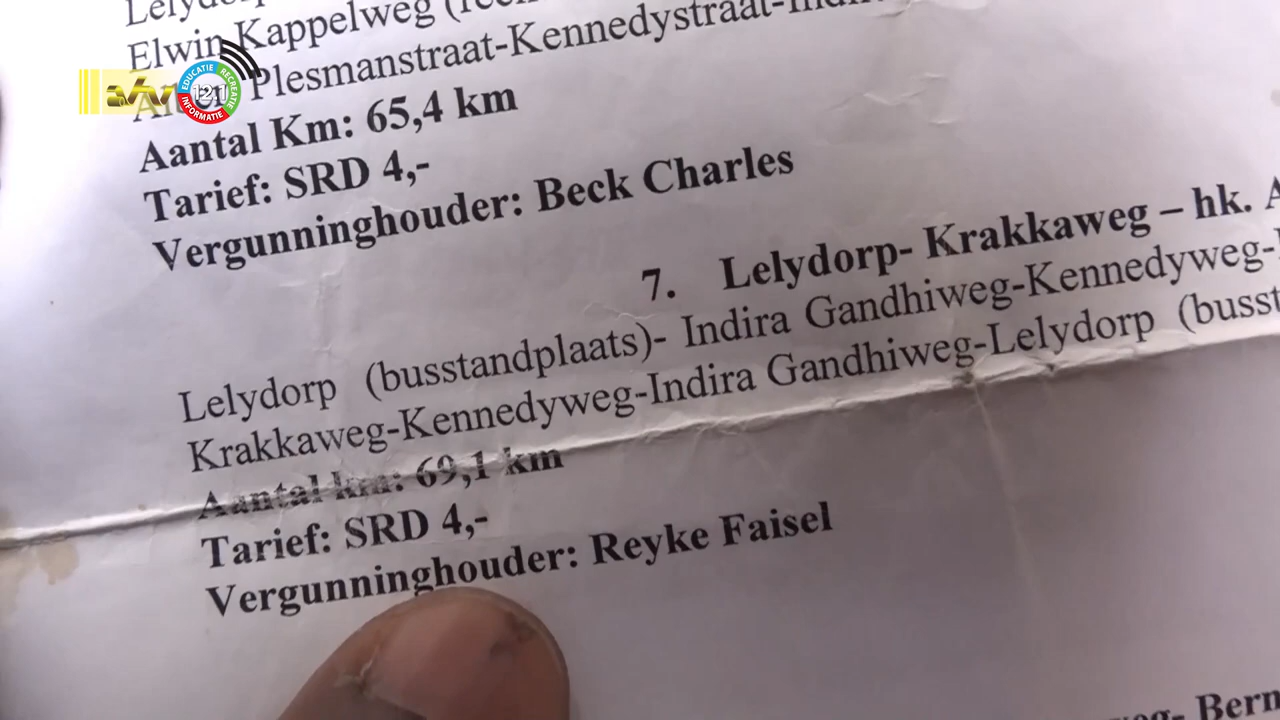 Elwin Kappelweg
Plesmanstraat-Kennedystraat-
Aantal Km: 65,4 km
Tarief: SRD 4,-
Vergunninghouder: Beck Charles
7. Lelydorp- Krakkaweg – hk.
Lelydorp (busstandplaats)- Indira Gandhiweg-Kennedyweg-
Krakkaweg-Kennedyweg-Indira Gandhiweg-Lelydorp
Aantal km: 69,1 km
Tarief: SRD 4,-
Vergunninghouder: Reyke Faisel
EDUCATIE RECREATIE INFORMATIE
12.1